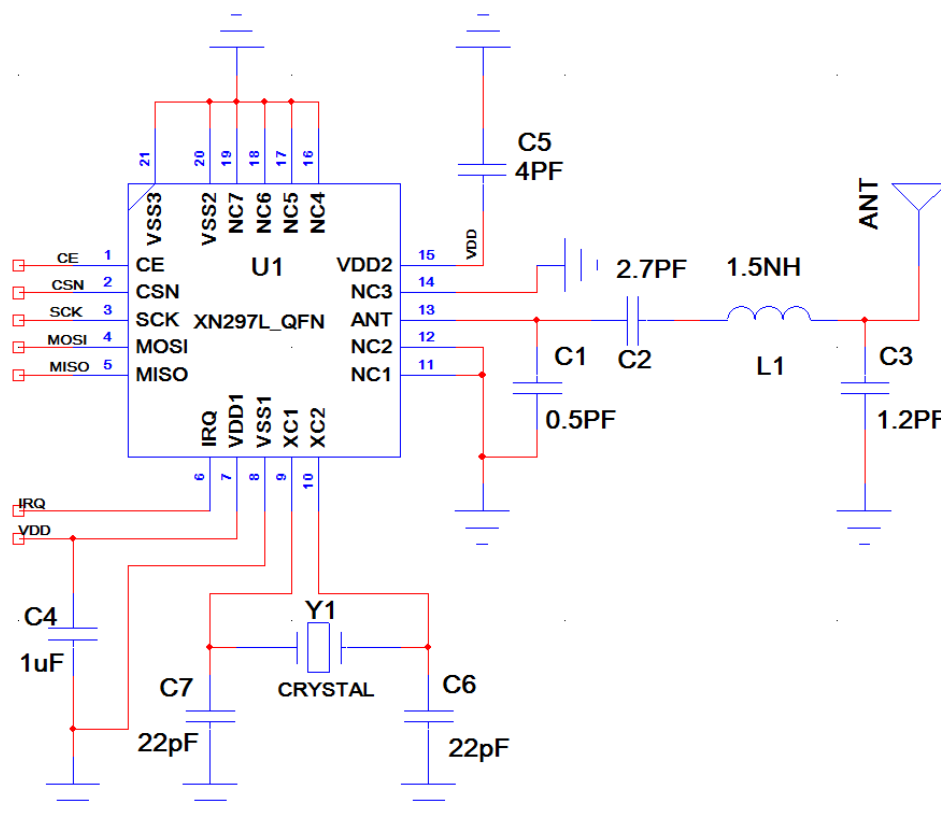 21
20
19
18
17
16
VSS3
VSS2
NC7
NC6
NC5
NC4
C5
4PF
VDD
ANT
CE
1
CE
U1
VDD2
15
CSN
2
CSN
NC3
14
2.7PF
1.5NH
SCK
3
SCK
XN297L_QFN
ANT
13
MOSI
4
MOSI
NC2
12
C1
C2
L1
C3
MISO
5
MISO
NC1
11
0.5PF
1.2PF
IRQ
VDD1
VSS1
XC1
XC2
6
7
8
9
10
IRQ
VDD
C4
1uF
Y1
CRYSTAL
C7
22pF
C6
22pF